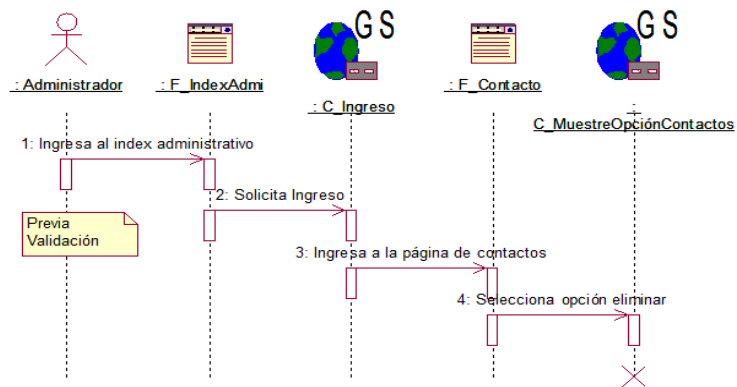 GS
GS
: Administrador
: F_IndexAdmi
: C_Ingreso
: F_Contacto
:
C_MuestreOpciónContactos
1: Ingresa al index administrativo
2: Solicita Ingreso
Previa
Validación
3: Ingresa a la página de contactos
4: Selecciona opción eliminar